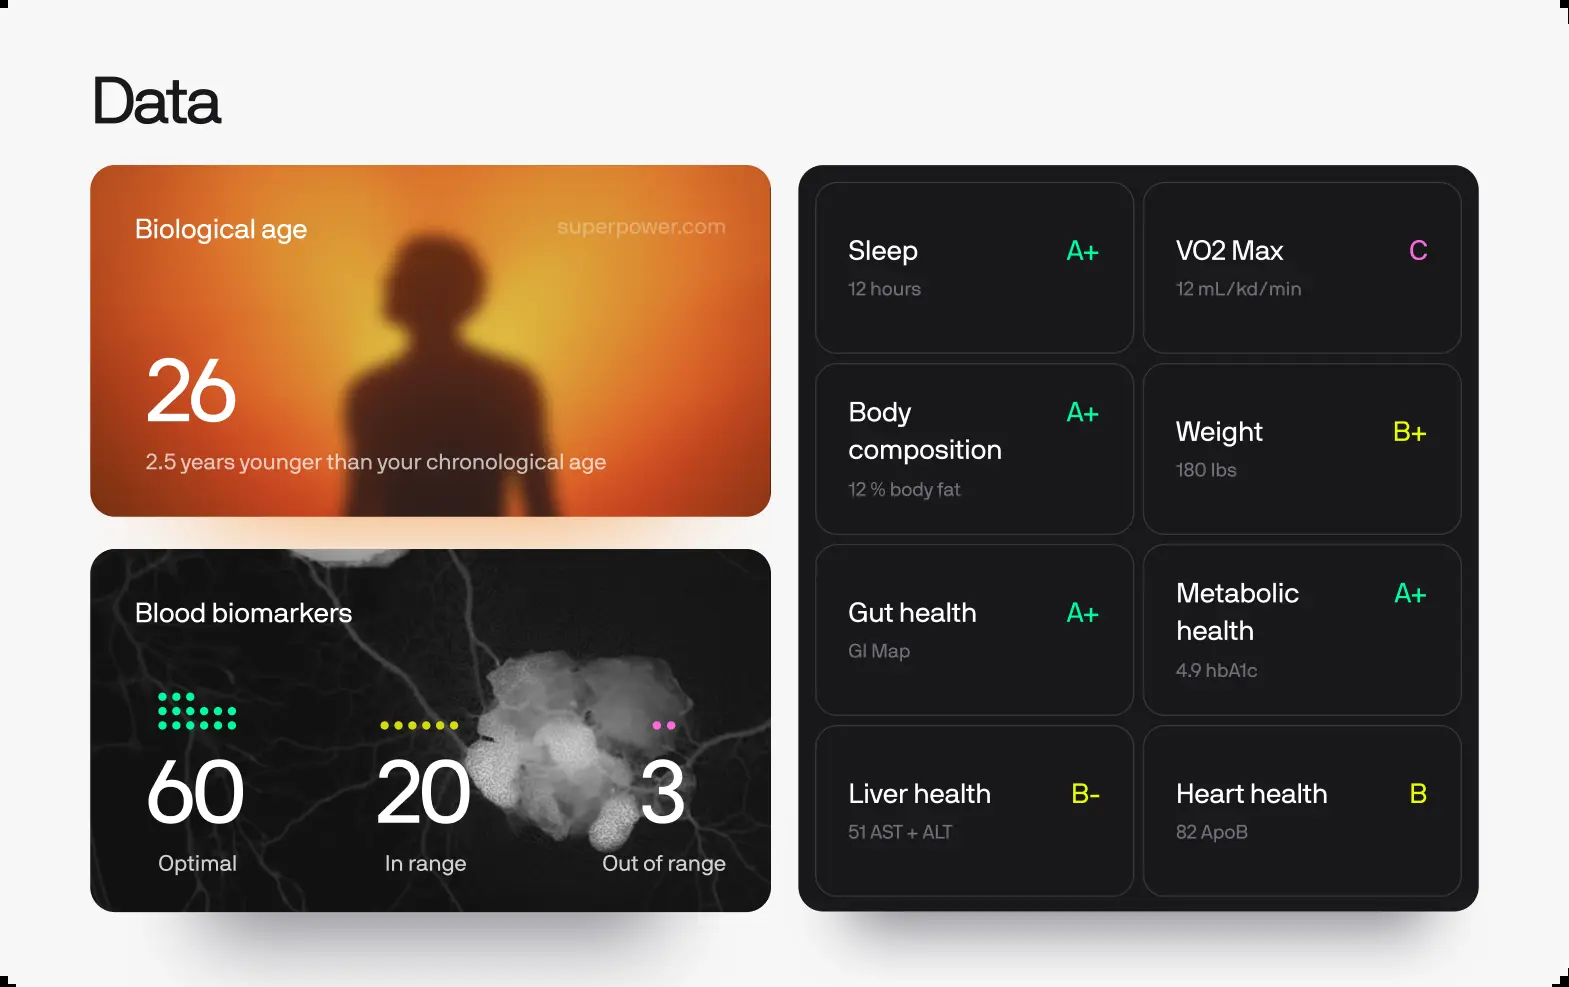 Data
Biological age
superpower.com
26
2.5 years younger than your chronological age
Blood biomarkers
60
20
3
Optimal
In range
Out of range
Sleep
A+
12 hours
VO2 Max
C
12 mL/kd/min
Body
composition
A+
12 % body fat
Weight
B+
180 lbs
Gut health
A+
GI Map
Metabolic
health
A+
4.9 hbA1c
Liver health
B-
51 AST + ALT
Heart health
B
82 ApoB